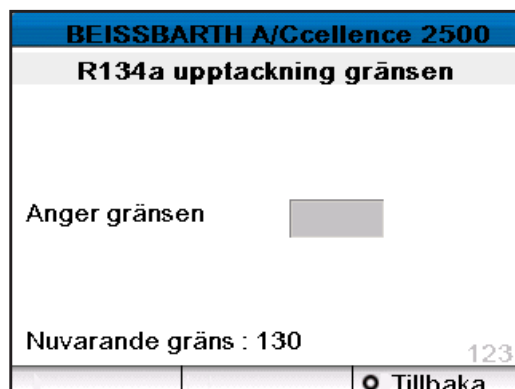 BEISSBARTH A/Ccellence 2500
R134a upptackning gränsen
Anger gränsen
Nuvarande gräns : 130
123
Tillbaka